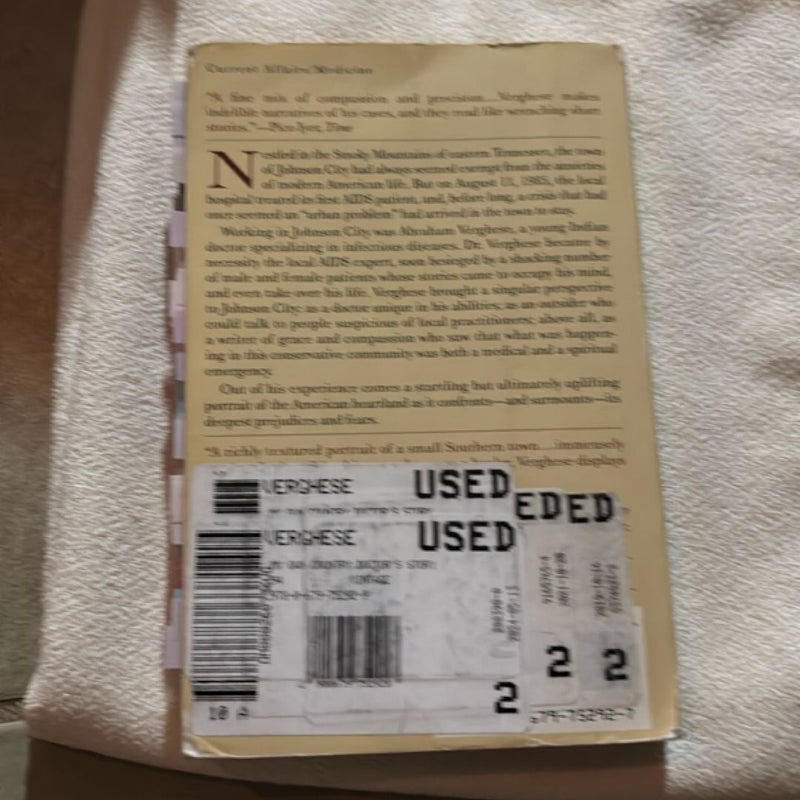 Current Affairs/Medicine
"A fine mix of compassion and precision....Verghese makes
indelible narratives of his cases, and they read like wrenching short
stories."—Pico Iyer, Time
Nestled in the Smoky Mountains of eastern Tennessee, the town
of Johnson City had always seemed exempt from the anxieties
of modern American life. But on August 11, 1985, the local
hospital treated its first AIDS patient, and, before long, a crisis that had
once seemed an "urban problem" had arrived in the town to stay.
Working in Johnson City was Abraham Verghese, a young Indian
doctor specializing in infectious diseases. Dr. Verghese became by
necessity the local AIDS expert, soon besieged by a shocking number
of male and female patients whose stories came to occupy his mind,
and even take over his life. Verghese brought a singular perspective
to Johnson City: as a doctor unique in his abilities; as an outsider who
could talk to people suspicious of local practitioners; above all, as
a writer of grace and compassion who saw that what was happen-
ing in this conservative community was both a medical and a spiritual
emergency.
Out of his experience comes a startling but ultimately uplifting
portrait of the American heartland as it confronts—and surmounts—its
deepest prejudices and fears.
"A richly textured portrait of a small Southern town....immensely
Verghese displays
VERGHESE USED
EDED
VERGHESE USED
DOCTOR'S STORY
VINTAGE
2
2
2
10 A
679-75292-7